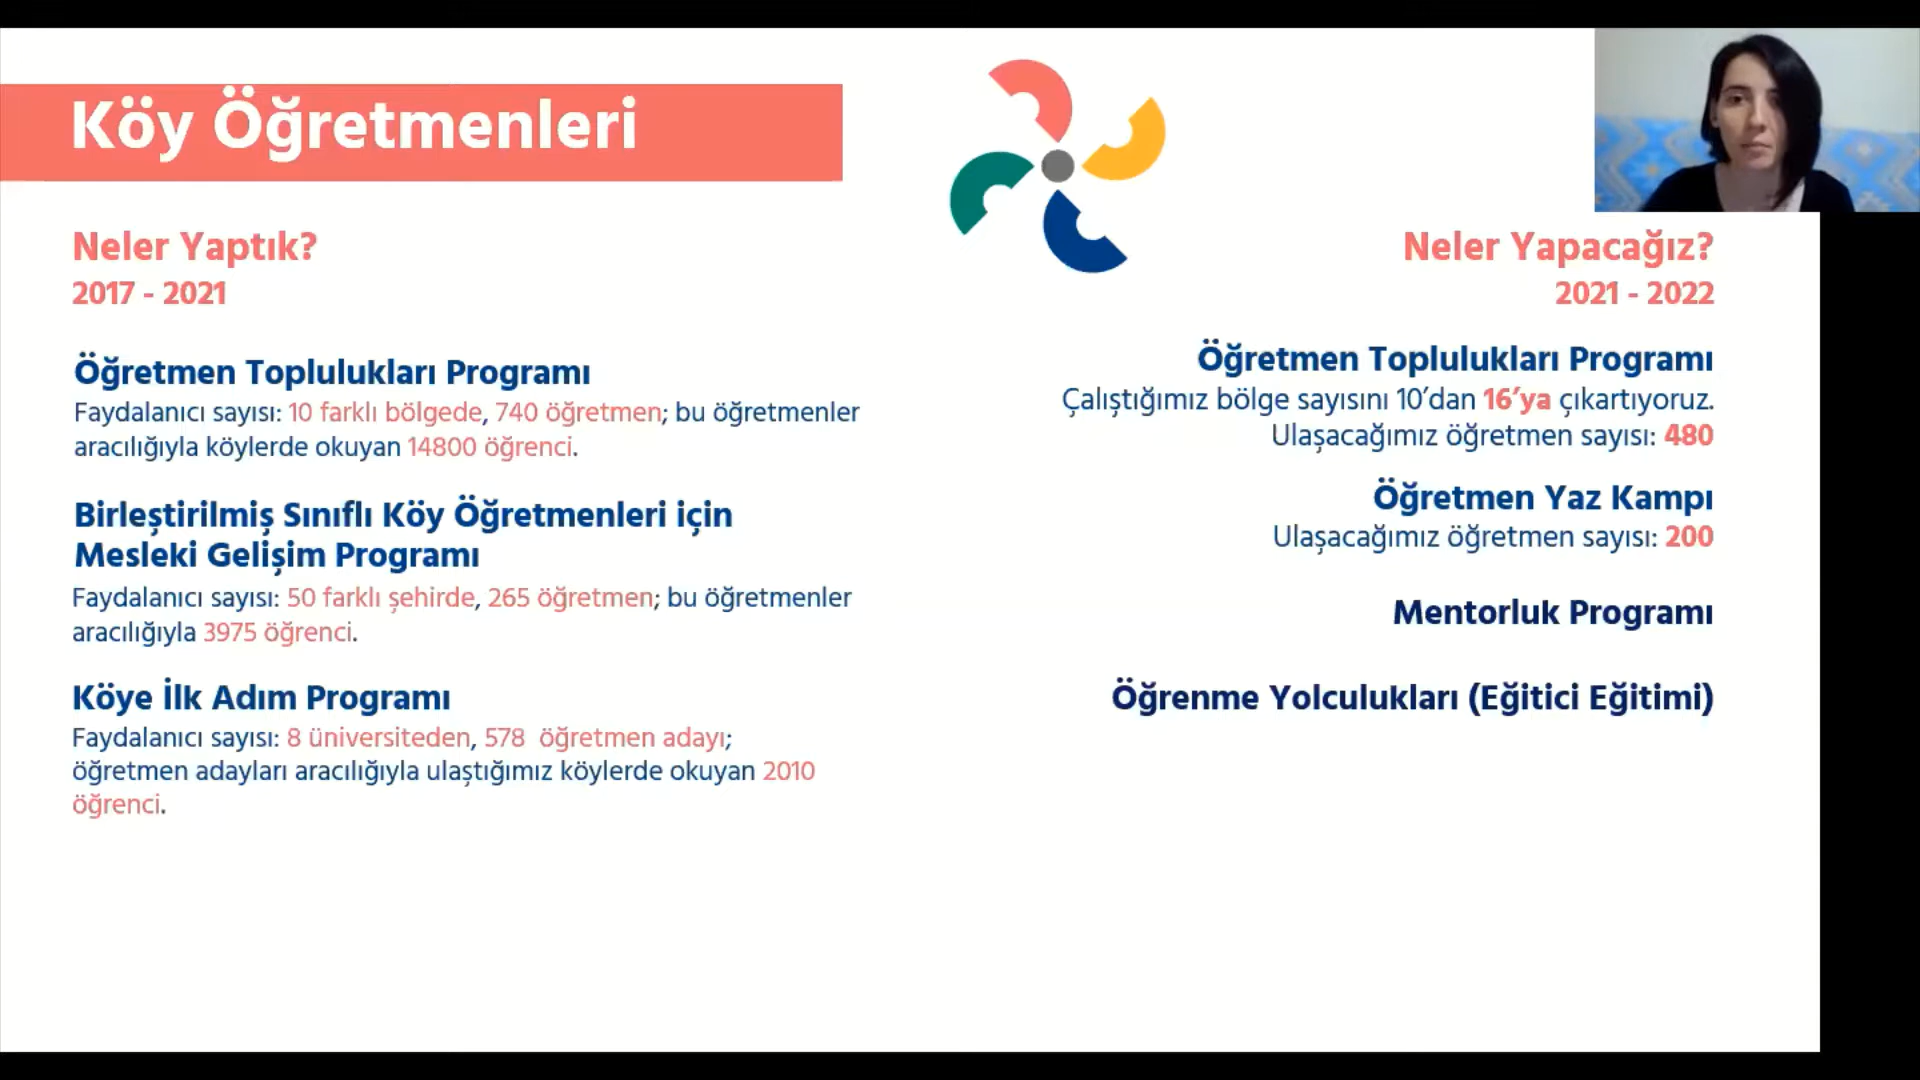 Köy Öğretmenleri
Neler Yaptık?
2017 - 2021
Öğretmen Toplulukları Programı
Faydalanıcı sayısı: 10 farklı bölgede, 740 öğretmen; bu öğretmenler
aracılığıyla köylerde okuyan 14800 öğrenci.
Birleştirilmiş Sınıflı Köy Öğretmenleri için
Mesleki Gelişim Programı
Faydalanıcı sayısı: 50 farklı şehirde, 265 öğretmen; bu öğretmenler
aracılığıyla 3975 öğrenci.
Köye İlk Adım Programı
Faydalanıcı sayısı: 8 üniversiteden, 578 öğretmen adayı;
öğretmen adayları aracılığıyla ulaştığımız köylerde okuyan 2010
öğrenci.
Neler Yapacağız?
2021 - 2022
Öğretmen Toplulukları Programı
Çalıştığımız bölge sayısını 10’dan 16’ya çıkartıyoruz.
Ulaşacağımız öğretmen sayısı: 480
Öğretmen Yaz Kampı
Ulaşacağımız öğretmen sayısı: 200
Mentorluk Programı
Öğrenme Yolculukları (Eğitici Eğitimi)